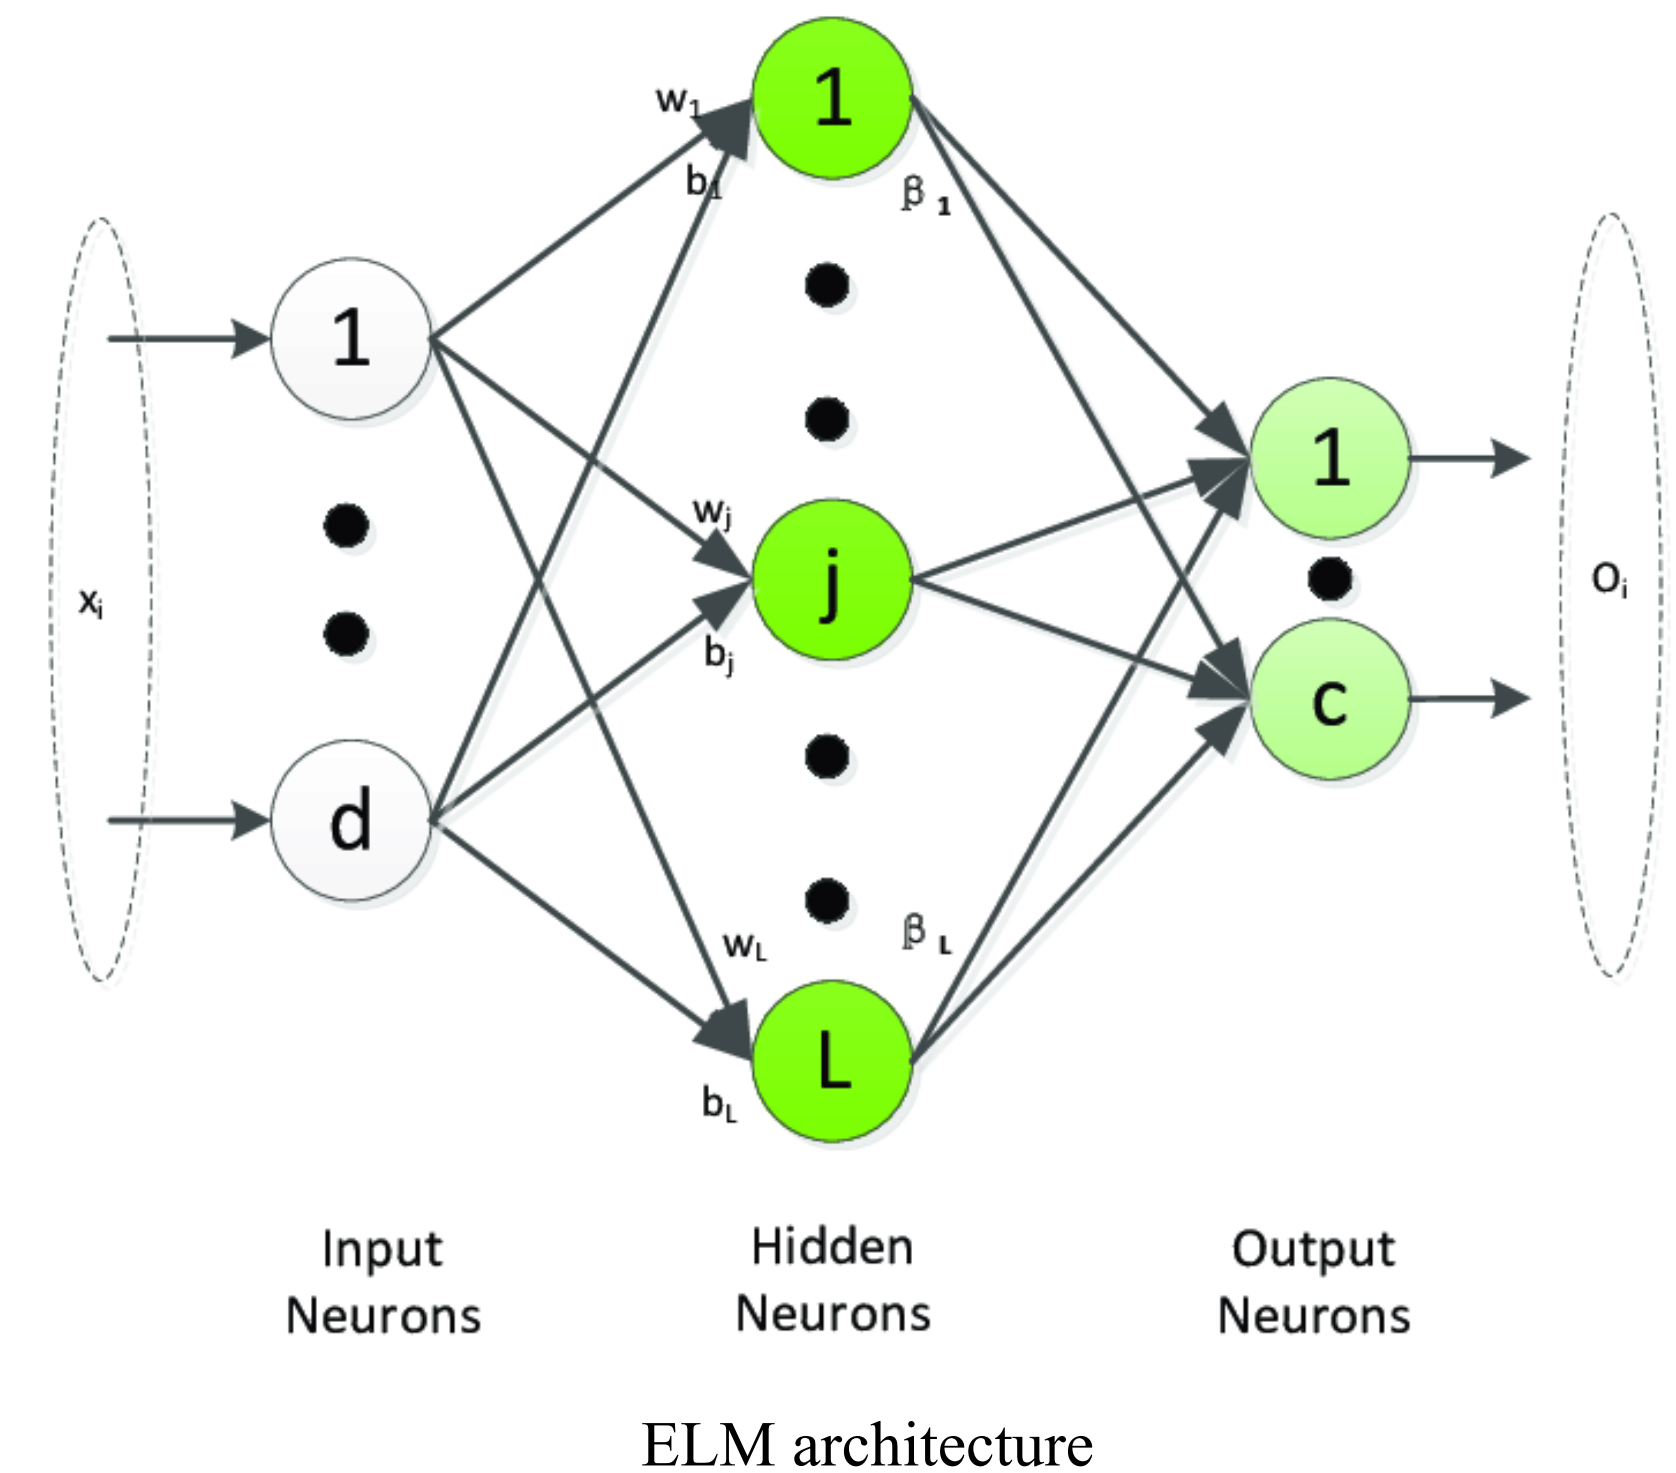 w1
1
b1
β 1
1
wj
1
xi
j
Oi
bj
c
d
wL
β L
L
bL
Input
Neurons
Hidden
Neurons
Output
Neurons
ELM architecture